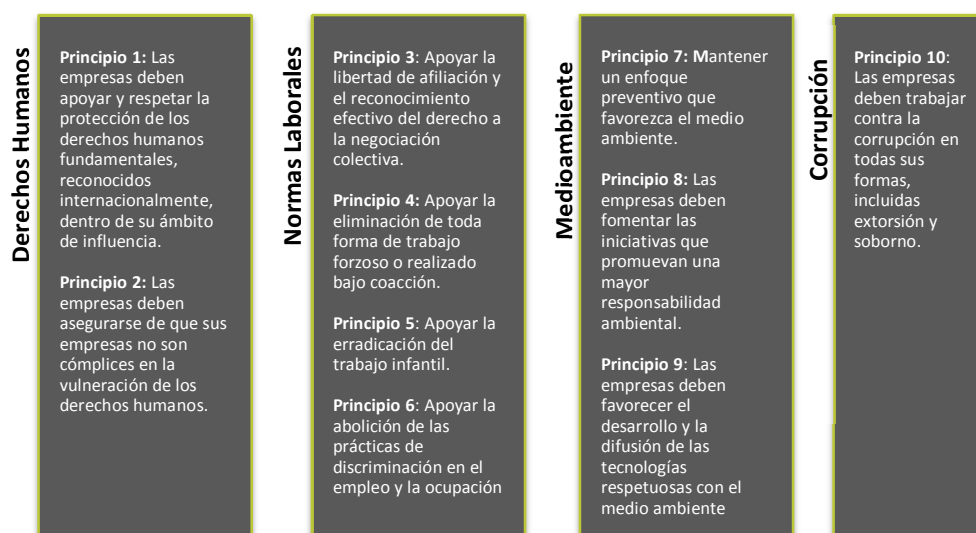 Derechos Humanos
Principio 1: Las
empresas deben
apoyar y respetar la
protección de los
derechos humanos
fundamentales,
reconocidos
internacionalmente,
dentro de su ámbito
de influencia.
Principio 2: Las
empresas deben
asegurarse de que sus
empresas no son
cómplices en la
vulneración de los
derechos humanos.
Normas Laborales
Principio 3: Apoyar la
libertad de afiliación y
el reconocimiento
efectivo del derecho a
la negociación
colectiva.
Principio 4: Apoyar la
eliminación de toda
forma de trabajo
forzoso o realizado
bajo coacción.
Principio 5: Apoyar la
erradicación del
trabajo infantil.
Principio 6: Apoyar la
abolición de las
prácticas de
discriminación en el
empleo y la ocupación
Medioambiente
Principio 7: Mantener
un enfoque
preventivo que
favorezca el medio
ambiente.
Principio 8: Las
empresas deben
fomentar las
iniciativas que
promuevan una
mayor
responsabilidad
ambiental.
Principio 9: Las
empresas deben
favorecer el
desarrollo y la
difusión de las
tecnologías
respetuosas con el
medio ambiente
Corrupción
Principio 10:
Las empresas
deben trabajar
contra la
corrupción en
todas sus
formas,
incluidas
extorsión y
soborno.